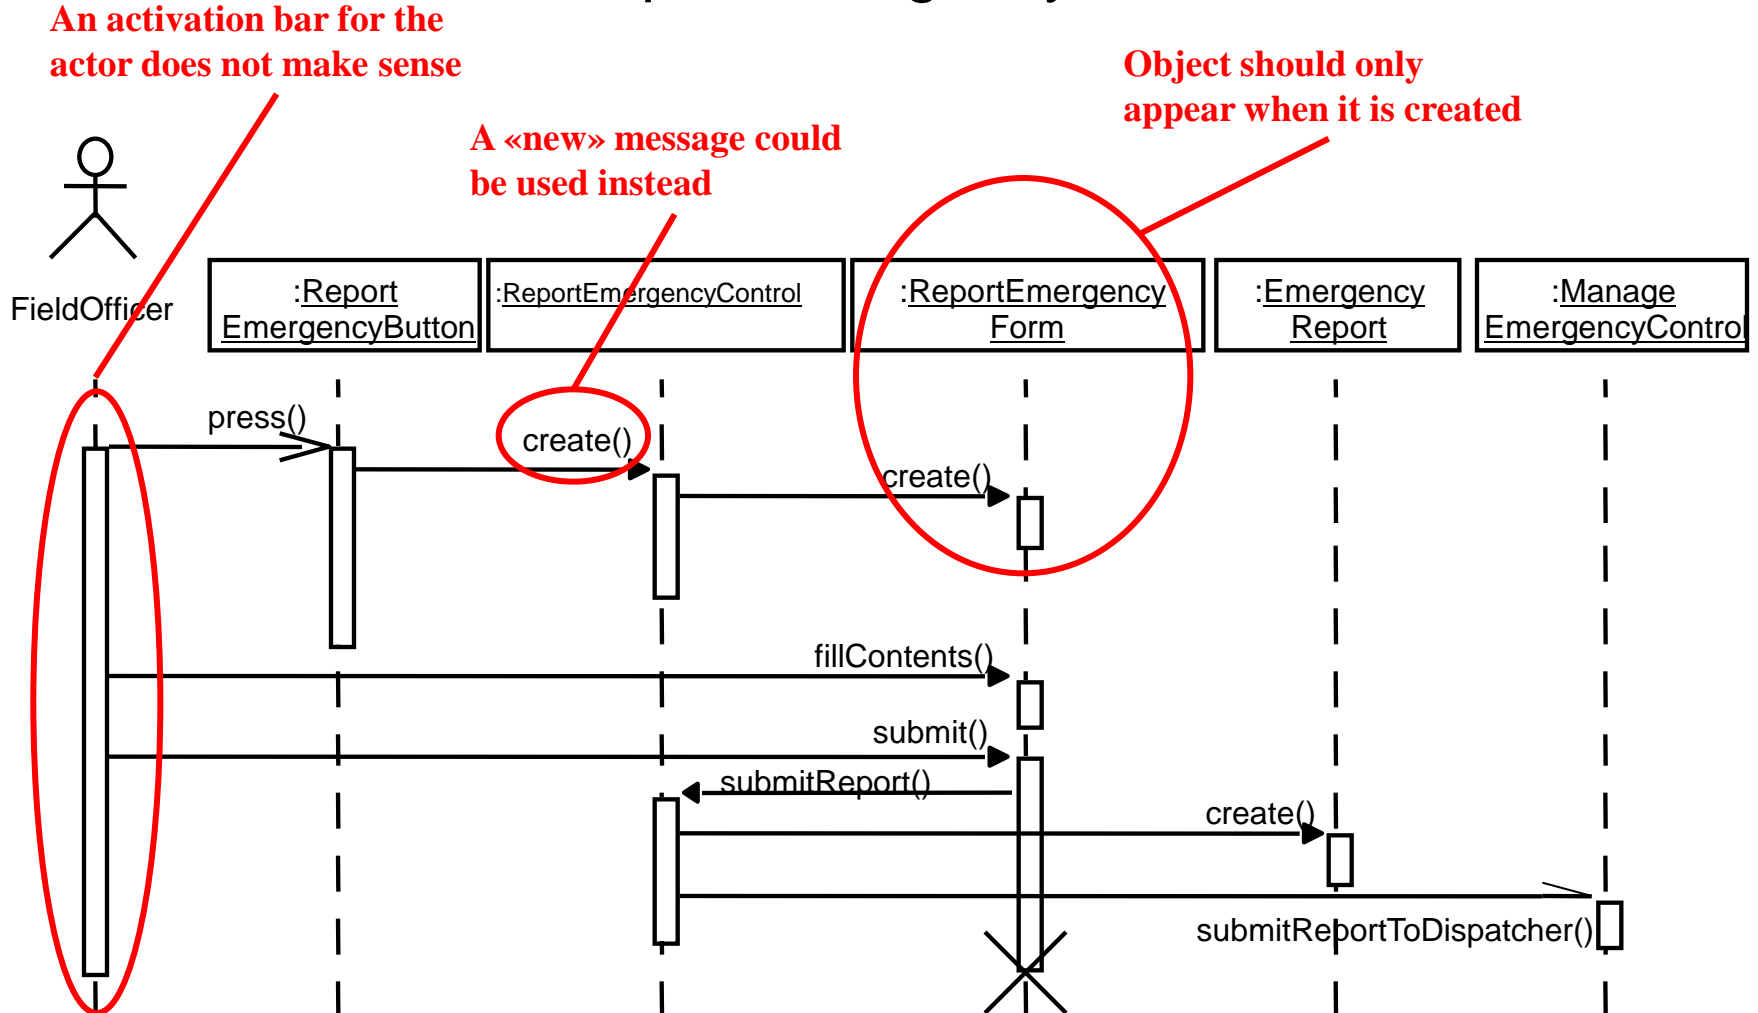 An activation bar for the
actor does not make sense
Object should only
appear when it is created
A «new» message could
be used instead
FieldOfficer
:Report
EmergencyButton
:ReportEmergencyControl
:ReportEmergency
Form
:Emergency
Report
:Manage
EmergencyControl
press()
create()
create()
fillContents()
submit()
submitReport()
create()
submitReportToDispatcher()